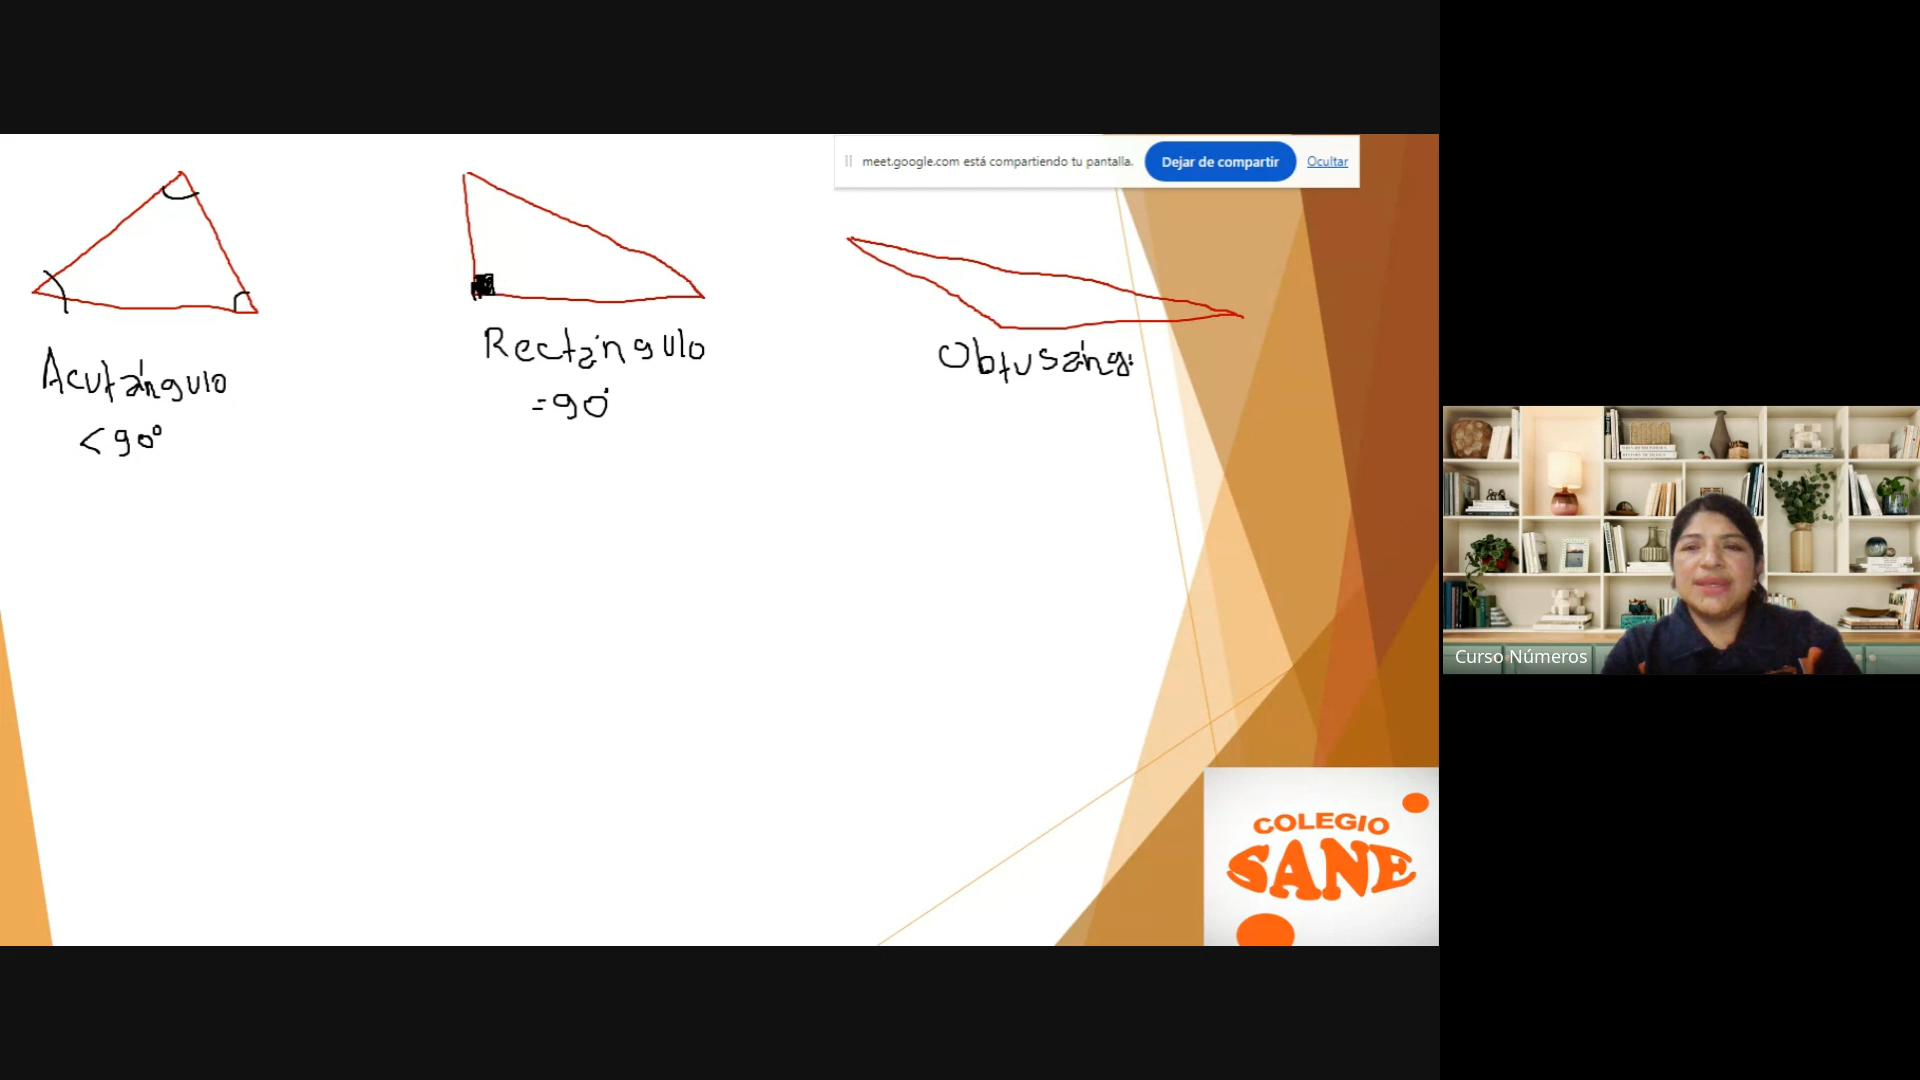 meet.google.com está compartiendo tu pantalla.
Dejar de compartir
Ocultar
Acutángulo
< 90°
Rectángulo
= 90°
Obtusáng
COLEGIO
SANE
Curso Números